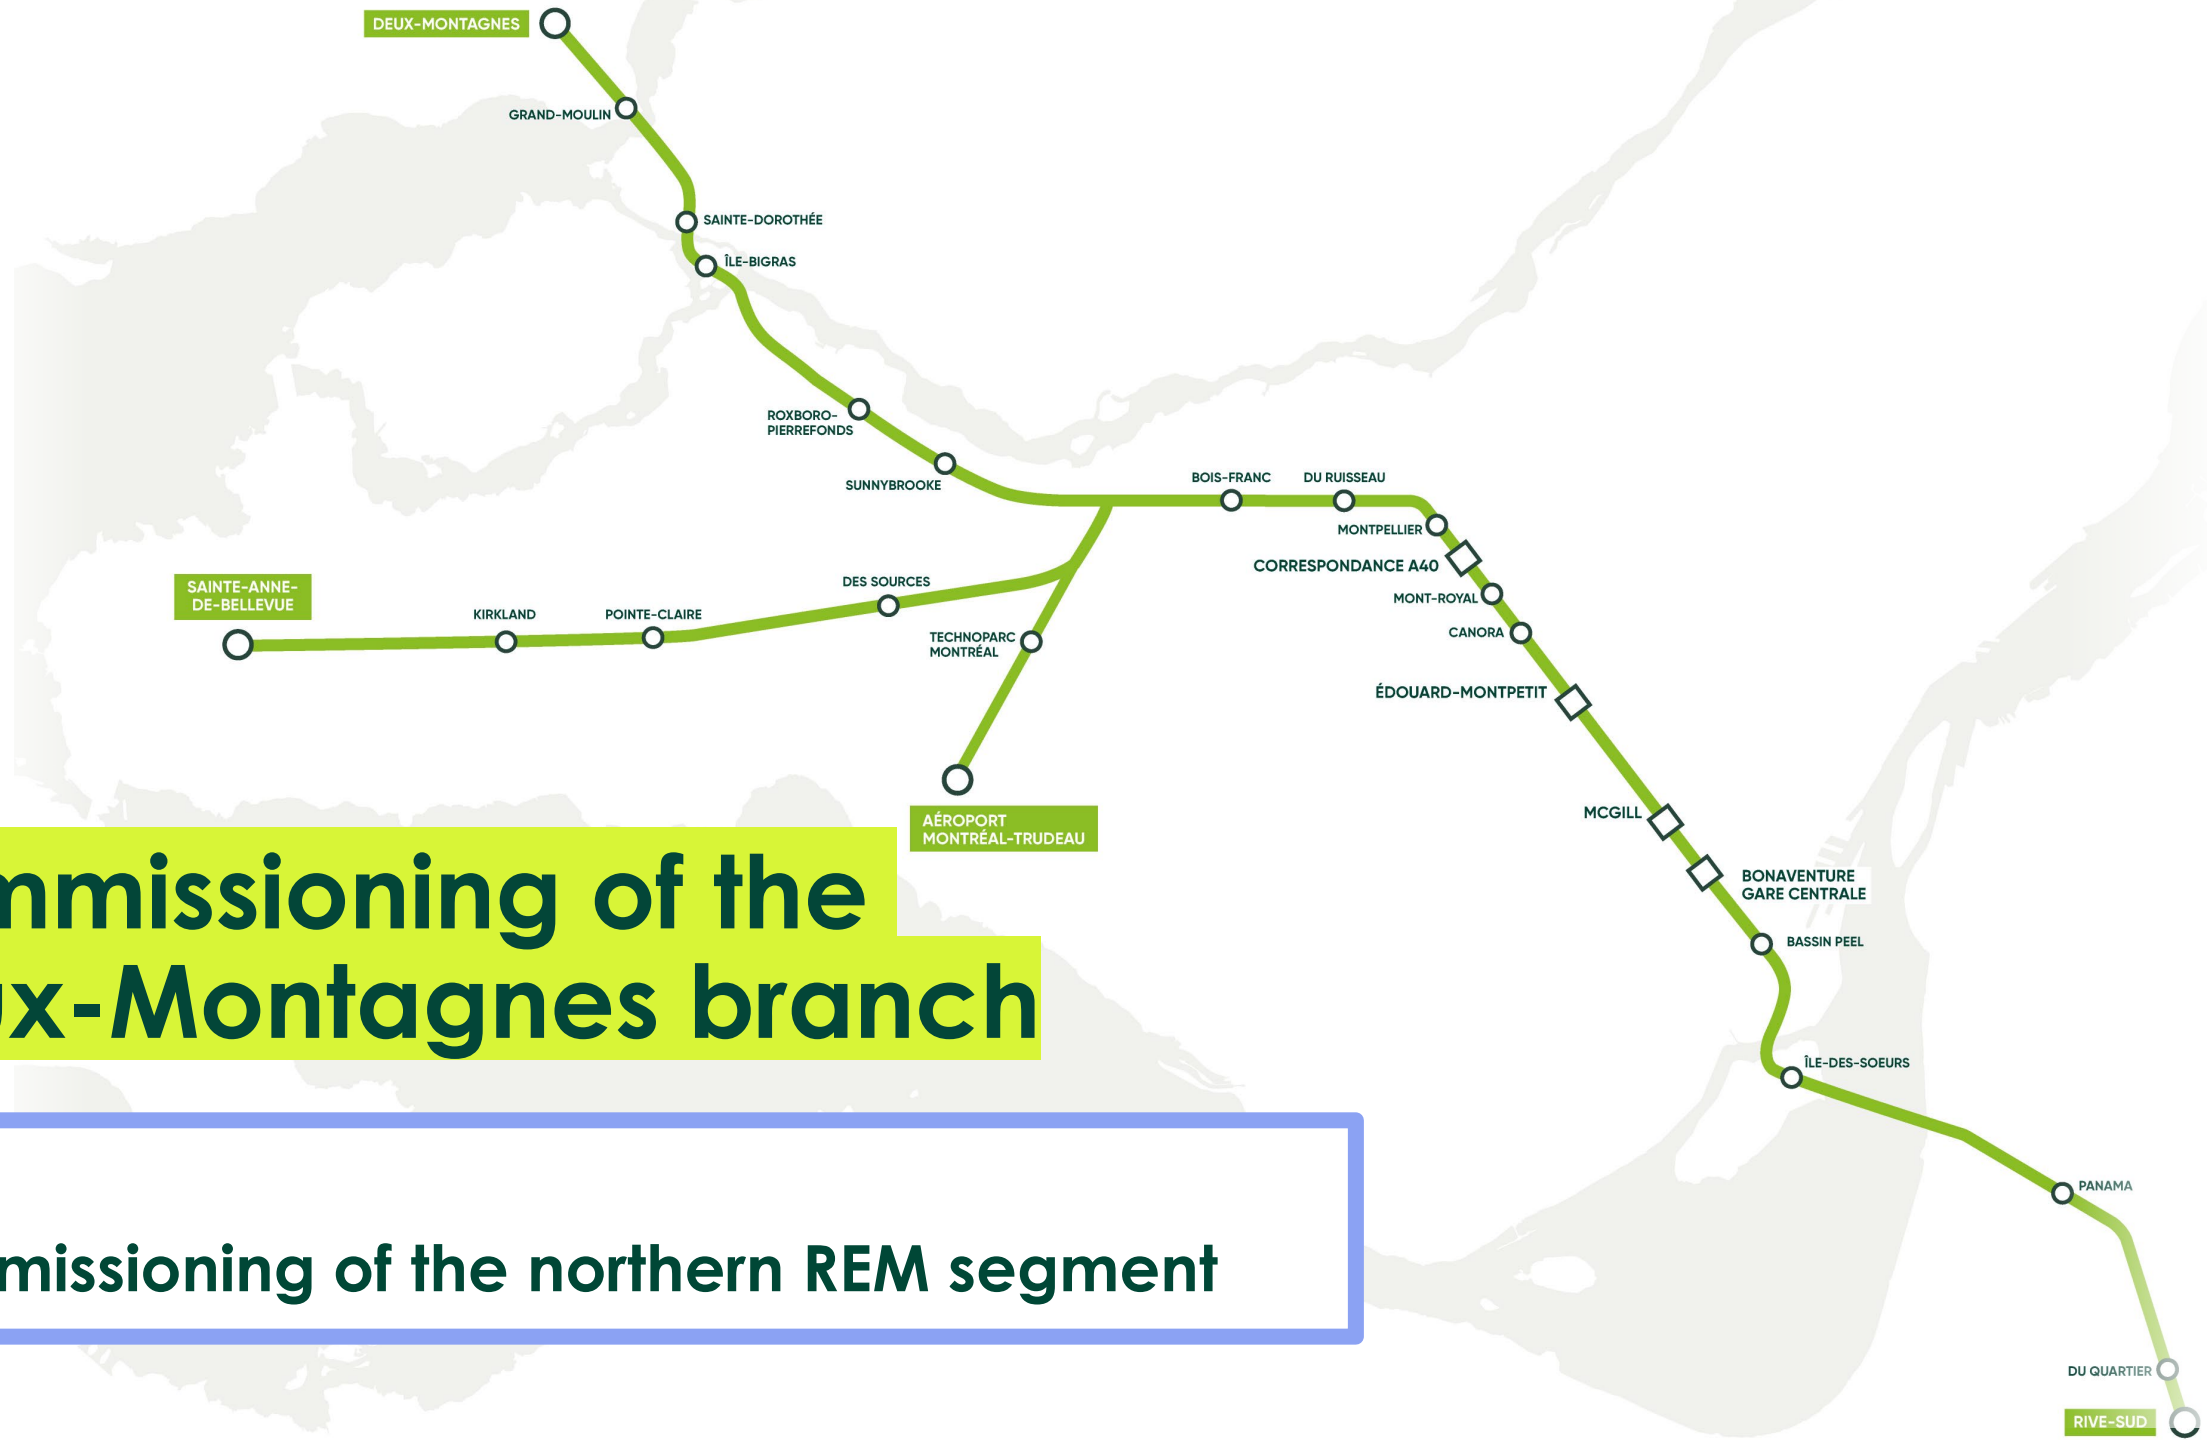 DEUX-MONTAGNES
GRAND-MOULIN
SAINTE-DOROTHÉE
ÎLE-BIGRAS
ROXBORO-
PIERREFONDS
SUNNYBROOKE
BOIS-FRANC
DU RUISSEAU
MONTPELLIER
CORRESPONDANCE A40
MONT-ROYAL
CANORA
SAINTE-ANNE-
DE-BELLEVUE
KIRKLAND
POINTE-CLAIRE
DES SOURCES
TECHNOPARC
MONTRÉAL
ÉDOUARD-MONTPETIT
AÉROPORT
MONTRÉAL-TRUDEAU
MCGILL
BONAVENTURE
GARE CENTRALE
BASSIN PEEL
ÎLE-DES-SOEURS
PANAMA
DU QUARTIER
RIVE-SUD
mmissioning of the
ux-Montagnes branch
missioning of the northern REM segment